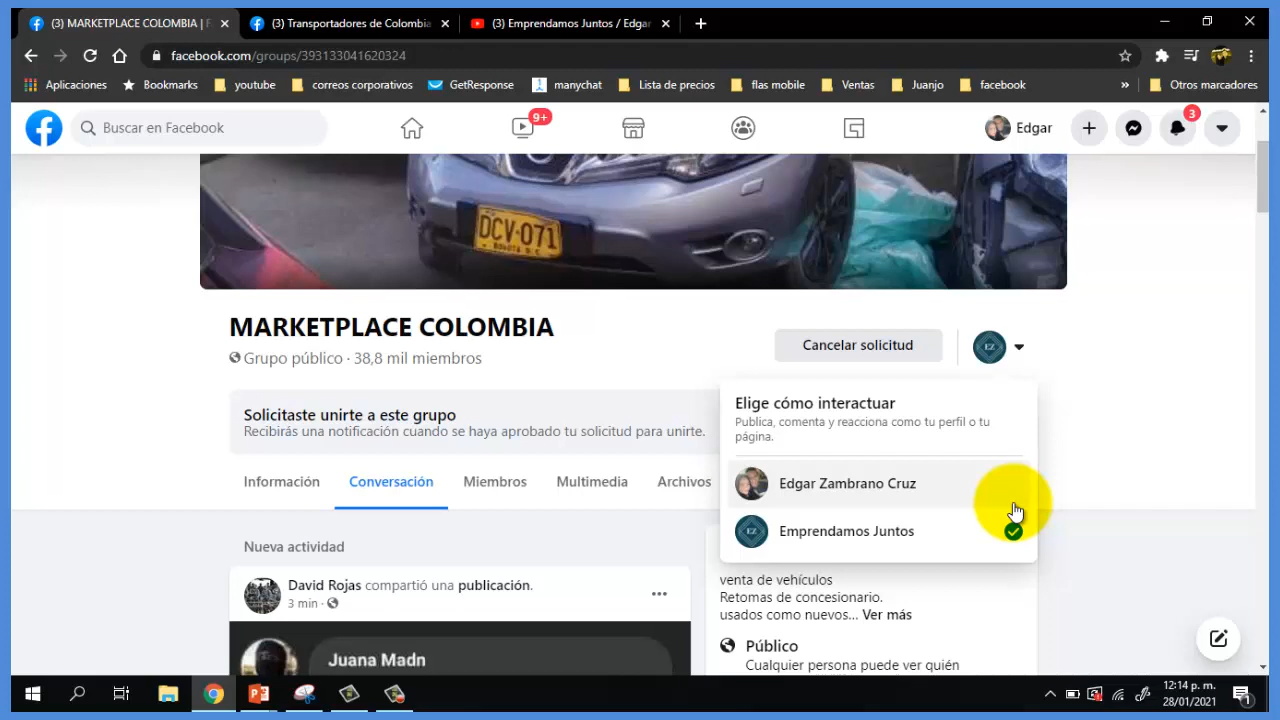 (3) MARKETPLACE COLOMBIA | F
(3) Transportadores de Colombia
(3) Emprendamos Juntos / Edgar
facebook.com/groups/393133041620324
Aplicaciones
Bookmarks
youtube
correos corporativos
GetResponse
manychat
Lista de precios
flas mobile
Ventas
Juanjo
facebook
»
Otros marcadores
Buscar en Facebook
9+
Edgar
3
DCV-071
BOGOTA D.C.
MARKETPLACE COLOMBIA
Grupo público · 38,8 mil miembros
Cancelar solicitud
EZ
Solicitaste unirte a este grupo
Recibirás una notificación cuando se haya aprobado tu solicitud para unirte.
Elige cómo interactuar
Publica, comenta y reacciona como tu perfil o tu
página.
Edgar Zambrano Cruz
EZ
Emprendamos Juntos
Información
Conversación
Miembros
Multimedia
Archivos
Nueva actividad
David Rojas compartió una publicación.
3 min ·
Juana Madn
venta de vehículos
Retomas de concesionario.
usados como nuevos... Ver más
Público
Cualquier persona puede ver quién
12:14 p. m.
28/01/2021
1